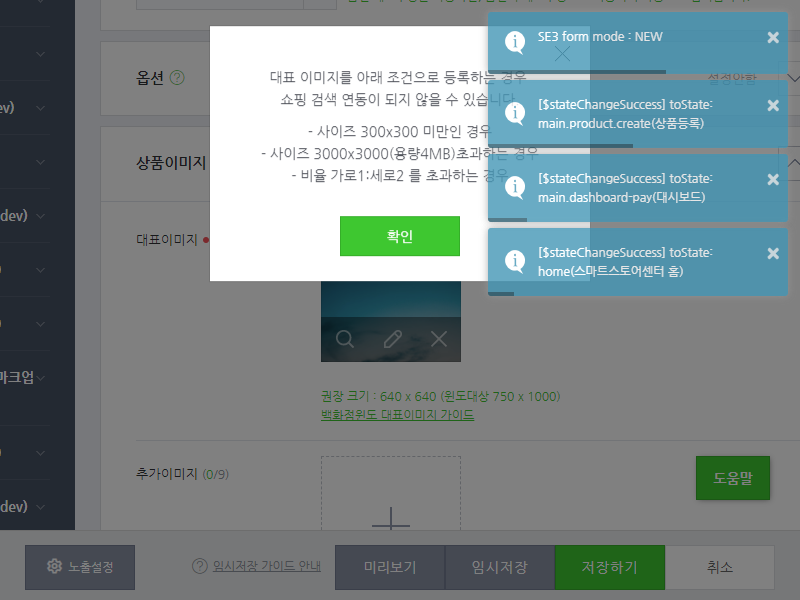 SE3 form mode : NEW
옵션
설정안함
dev)
[$stateChangeSuccess] toState:
main.product.create(상품등록)
대표 이미지를 아래 조건으로 등록하는 경우
쇼핑 검색 연동이 되지 않을 수 있습니다.
- 사이즈 300x300 미만인 경우
- 사이즈 3000x3000(용량4MB)초과하는 경우
- 비율 가로1:세로2 를 초과하는 경우
확인
상품이미지
[$stateChangeSuccess] toState:
main.dashboard-pay(대시보드)
dev)
대표이미지
[$stateChangeSuccess] toState:
home(스마트스토어센터 홈)
마크업
권장 크기 : 640 x 640 (윈도대상 750 x 1000)
백화점윈도 대표이미지 가이드
추가이미지 (0/9)
도움말
dev)
노출설정
임시저장 가이드 안내
미리보기
임시저장
저장하기
취소